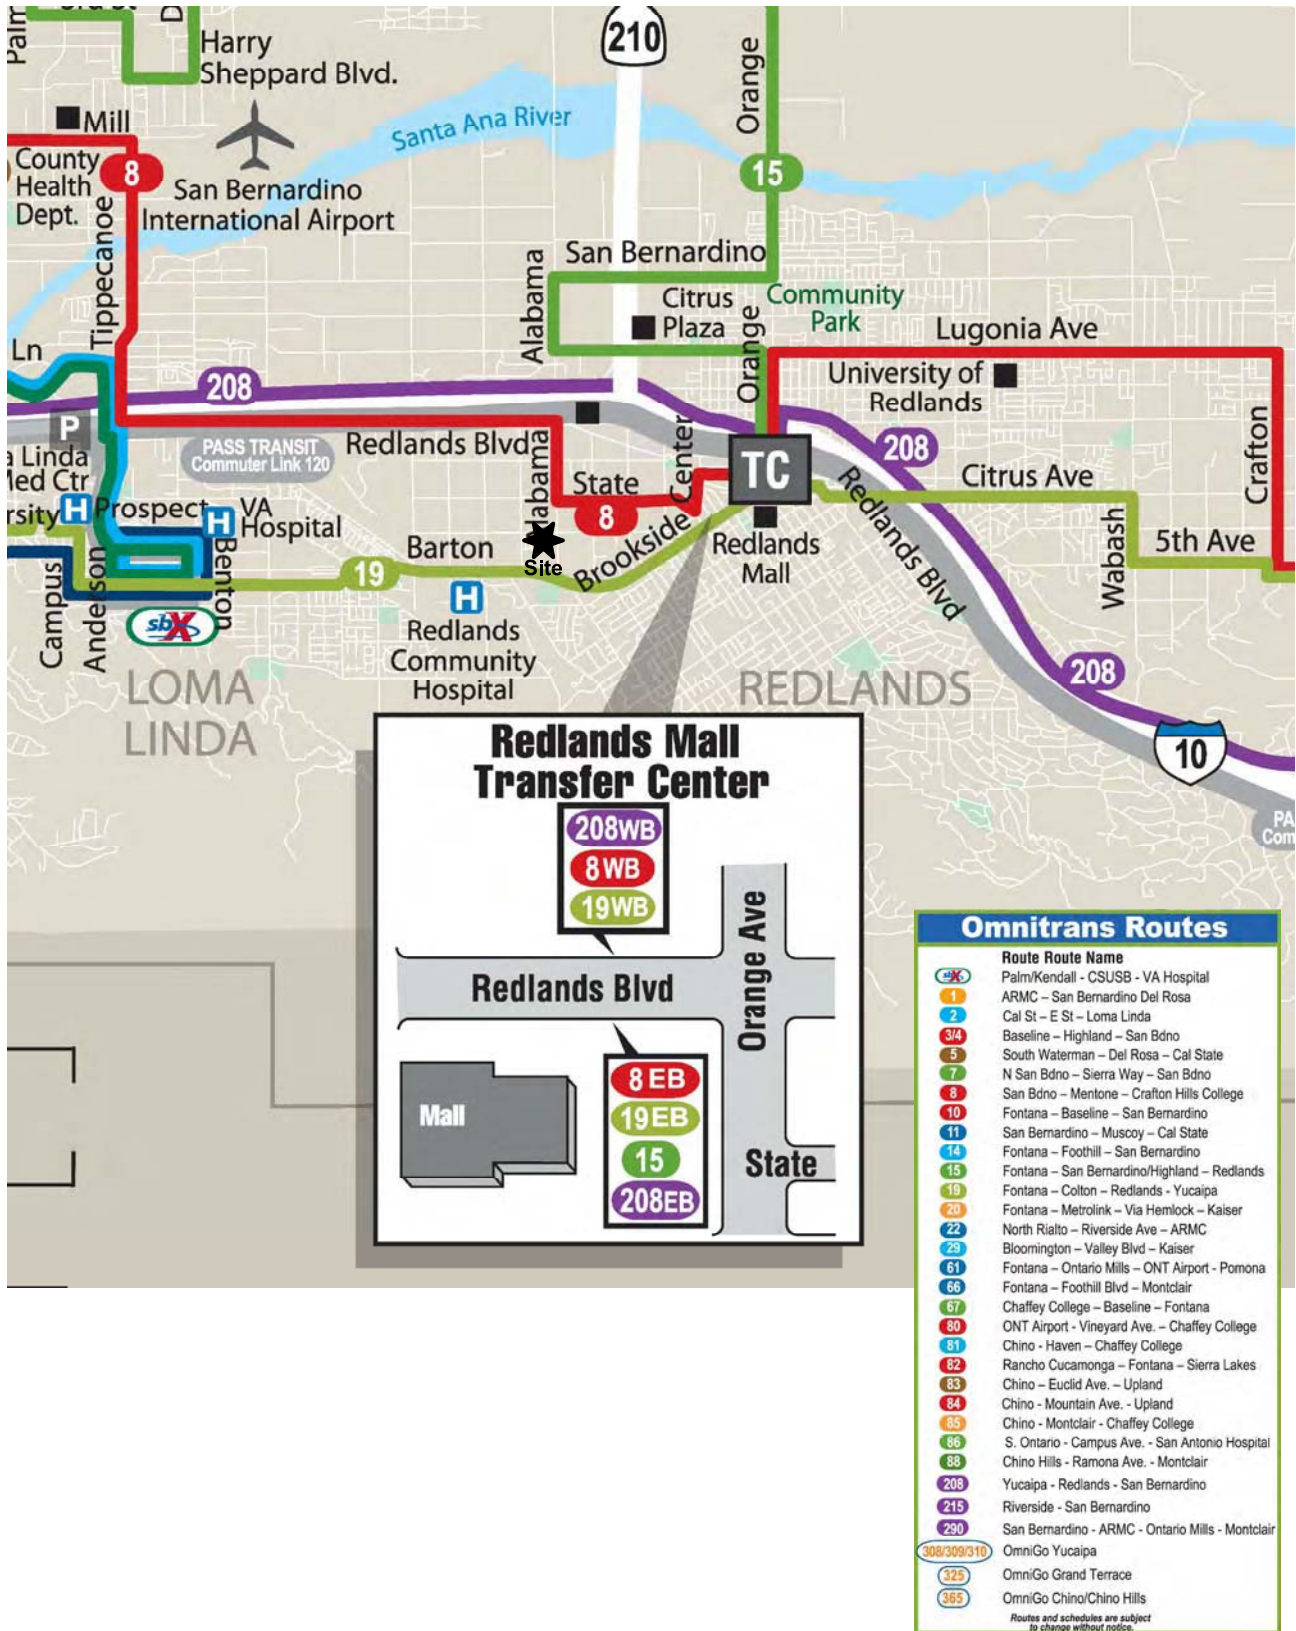 Palm
Harry
Sheppard Blvd.
210
Orange
Mill
Santa Ana River
County
Health
Dept.
8
15
San Bernardino
International Airport
Tippecanoe
San Bernardino
Alabama
Citrus
Plaza
Orange
Community
Park
Lugonia Ave
Ln
208
University of
Redlands
P
PASS TRANSIT
Commuter Link 120
Redlands Blvd
Center
208
Crafton
a Linda
Med Ctr
rsity
H
Prospect
H
VA
Hospital
Alabama
State
8
TC
Redlands Blvd
Citrus Ave
Barton
Site
Brookside
Redlands
Mall
Wabash
5th Ave
19
H
Campus
Anderson
Benton
sbX
Redlands
Community
Hospital
208
LOMA
LINDA
REDLANDS
10
PA
Com
Redlands Mall
Transfer Center
208WB
8WB
19WB
Orange Ave
Redlands Blvd
8 EB
19EB
15
208EB
Mall
State
Omnitrans Routes
Route Route Name
sbX Palm/Kendall - CSUSB - VA Hospital
1 ARMC – San Bernardino Del Rosa
2 Cal St – E St – Loma Linda
3/4 Baseline – Highland – San Bdno
5 South Waterman – Del Rosa – Cal State
7 N San Bdno – Sierra Way – San Bdno
8 San Bdno – Mentone – Crafton Hills College
10 Fontana – Baseline – San Bernardino
11 San Bernardino – Muscoy – Cal State
14 Fontana – Foothill – San Bernardino
15 Fontana – San Bernardino/Highland – Redlands
19 Fontana – Colton – Redlands - Yucaipa
20 Fontana – Metrolink – Via Hemlock – Kaiser
22 North Rialto – Riverside Ave – ARMC
29 Bloomington – Valley Blvd – Kaiser
61 Fontana – Ontario Mills – ONT Airport - Pomona
66 Fontana – Foothill Blvd – Montclair
67 Chaffey College – Baseline – Fontana
80 ONT Airport - Vineyard Ave. – Chaffey College
81 Chino - Haven – Chaffey College
82 Rancho Cucamonga – Fontana – Sierra Lakes
83 Chino – Euclid Ave. – Upland
84 Chino - Mountain Ave. - Upland
85 Chino - Montclair - Chaffey College
86 S. Ontario - Campus Ave. - San Antonio Hospital
88 Chino Hills - Ramona Ave. - Montclair
208 Yucaipa - Redlands - San Bernardino
215 Riverside - San Bernardino
290 San Bernardino - ARMC - Ontario Mills - Montclair
308/309/310 OmniGo Yucaipa
325 OmniGo Grand Terrace
365 OmniGo Chino/Chino Hills
Routes and schedules are subject
to change without notice.